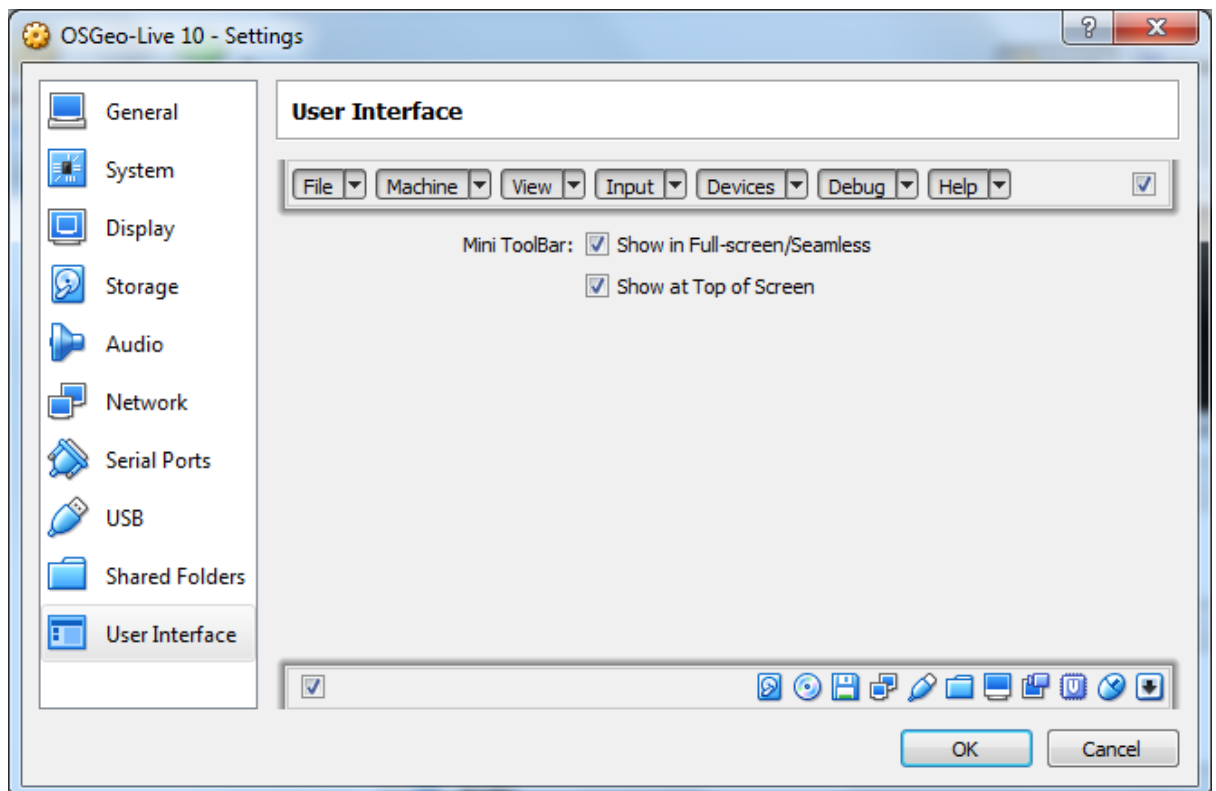 OSGeo-Live 10 - Settings
General
System
Display
Storage
Audio
Network
Serial Ports
USB
Shared Folders
User Interface
User Interface
File Machine View Input Devices Debug Help
Mini ToolBar: Show in Full-screen/Seamless
Show at Top of Screen
OK Cancel